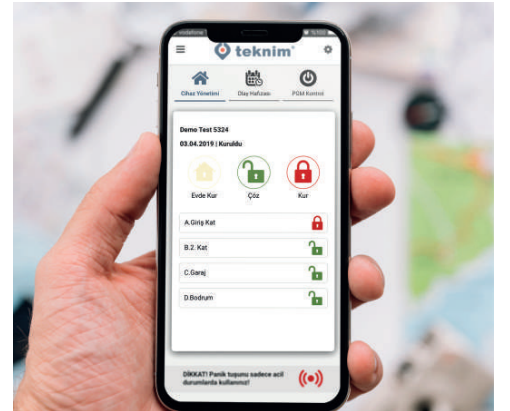 vodafone
teknim
Cihaz Yönetimi
Olay Hafızası
PGM Kontrol
Demo Test 5324
03.04.2019 | Kuruldu
Evde Kur
Çöz
Kur
A.Giriş Kat
B.2. Kat
C.Garaj
D.Bodrum
DİKKAT! Panik tuşunu sadece acil
durumlarda kullanınız!